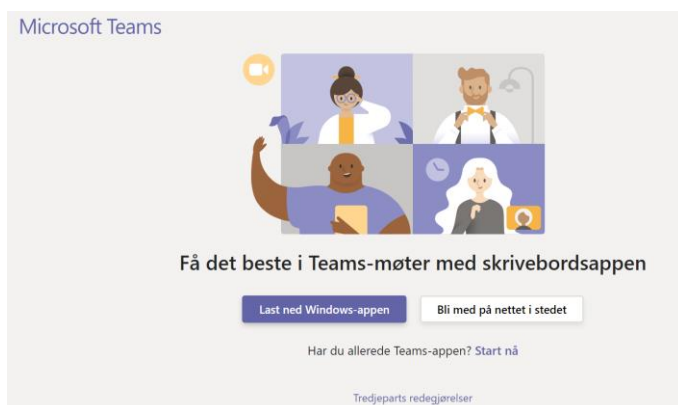 Microsoft Teams
Få det beste i Teams-møter med skrivebordsappen
Last ned Windows-appen
Bli med på nettet i stedet
Har du allerede Teams-appen? Start nå
Tredjeparts redegjørelser